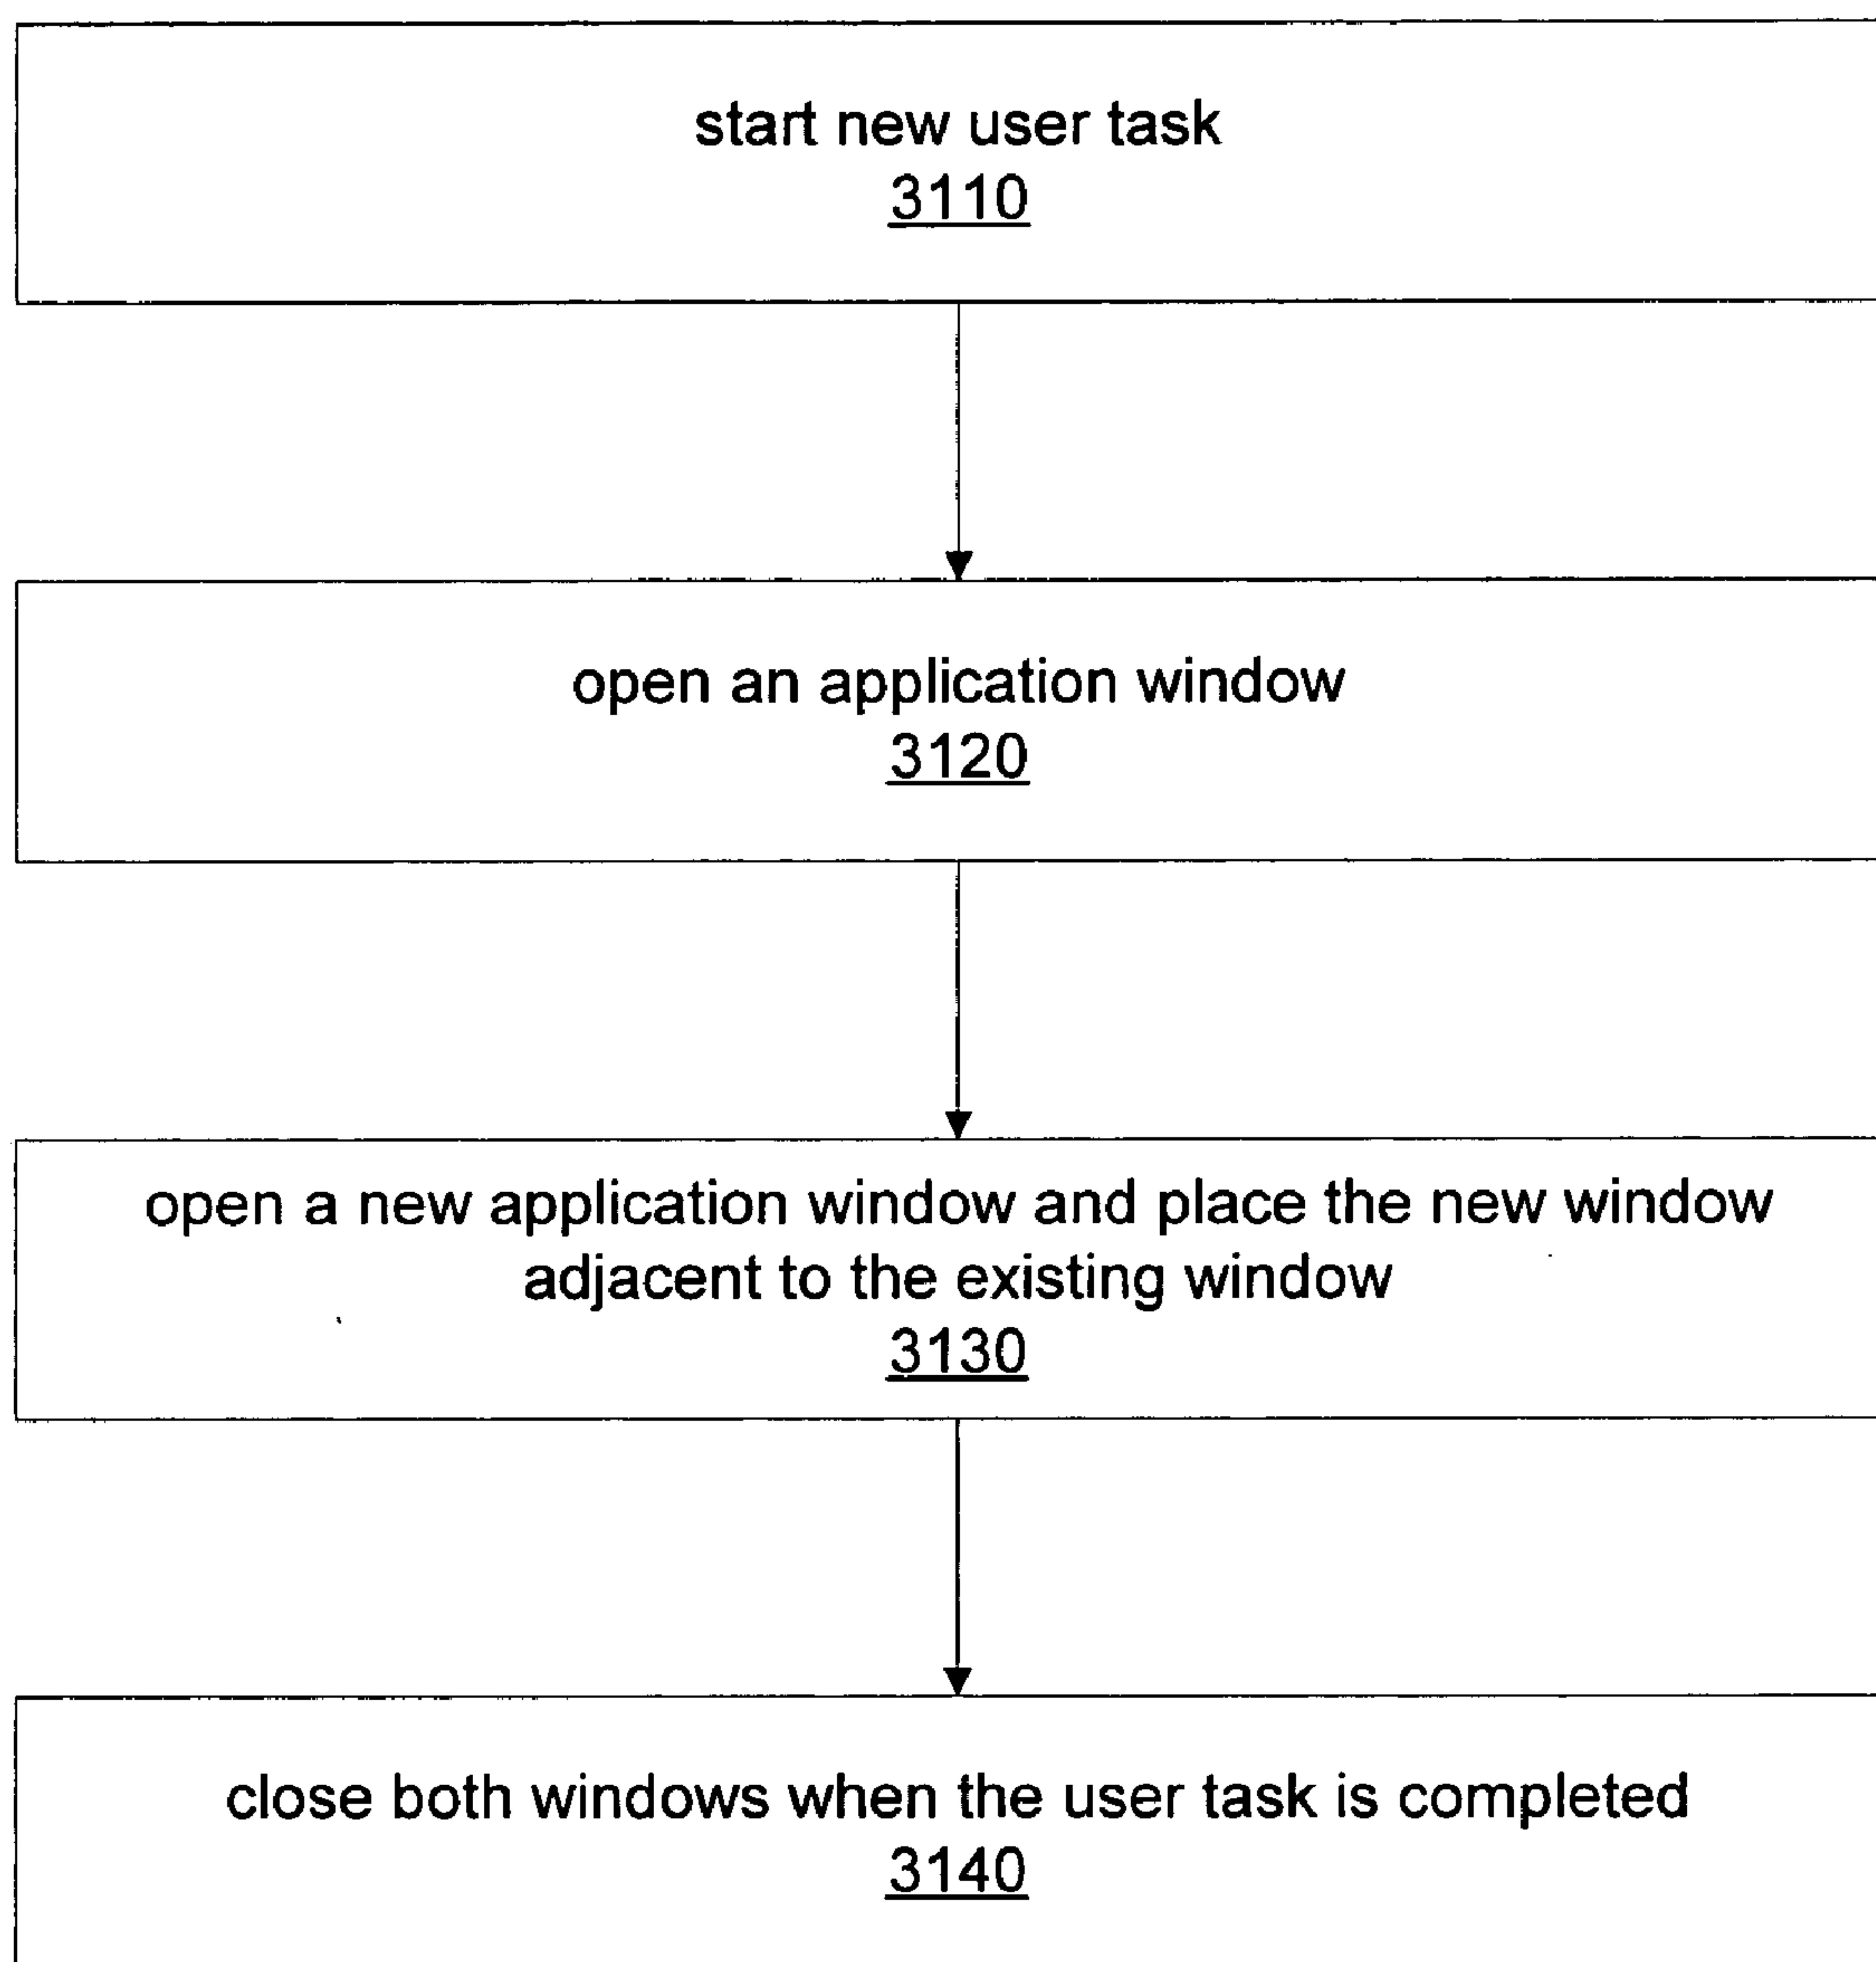 start new user task
3110
open an application window
3120
open a new application window and place the new window
adjacent to the existing window
3130
close both windows when the user task is completed
3140